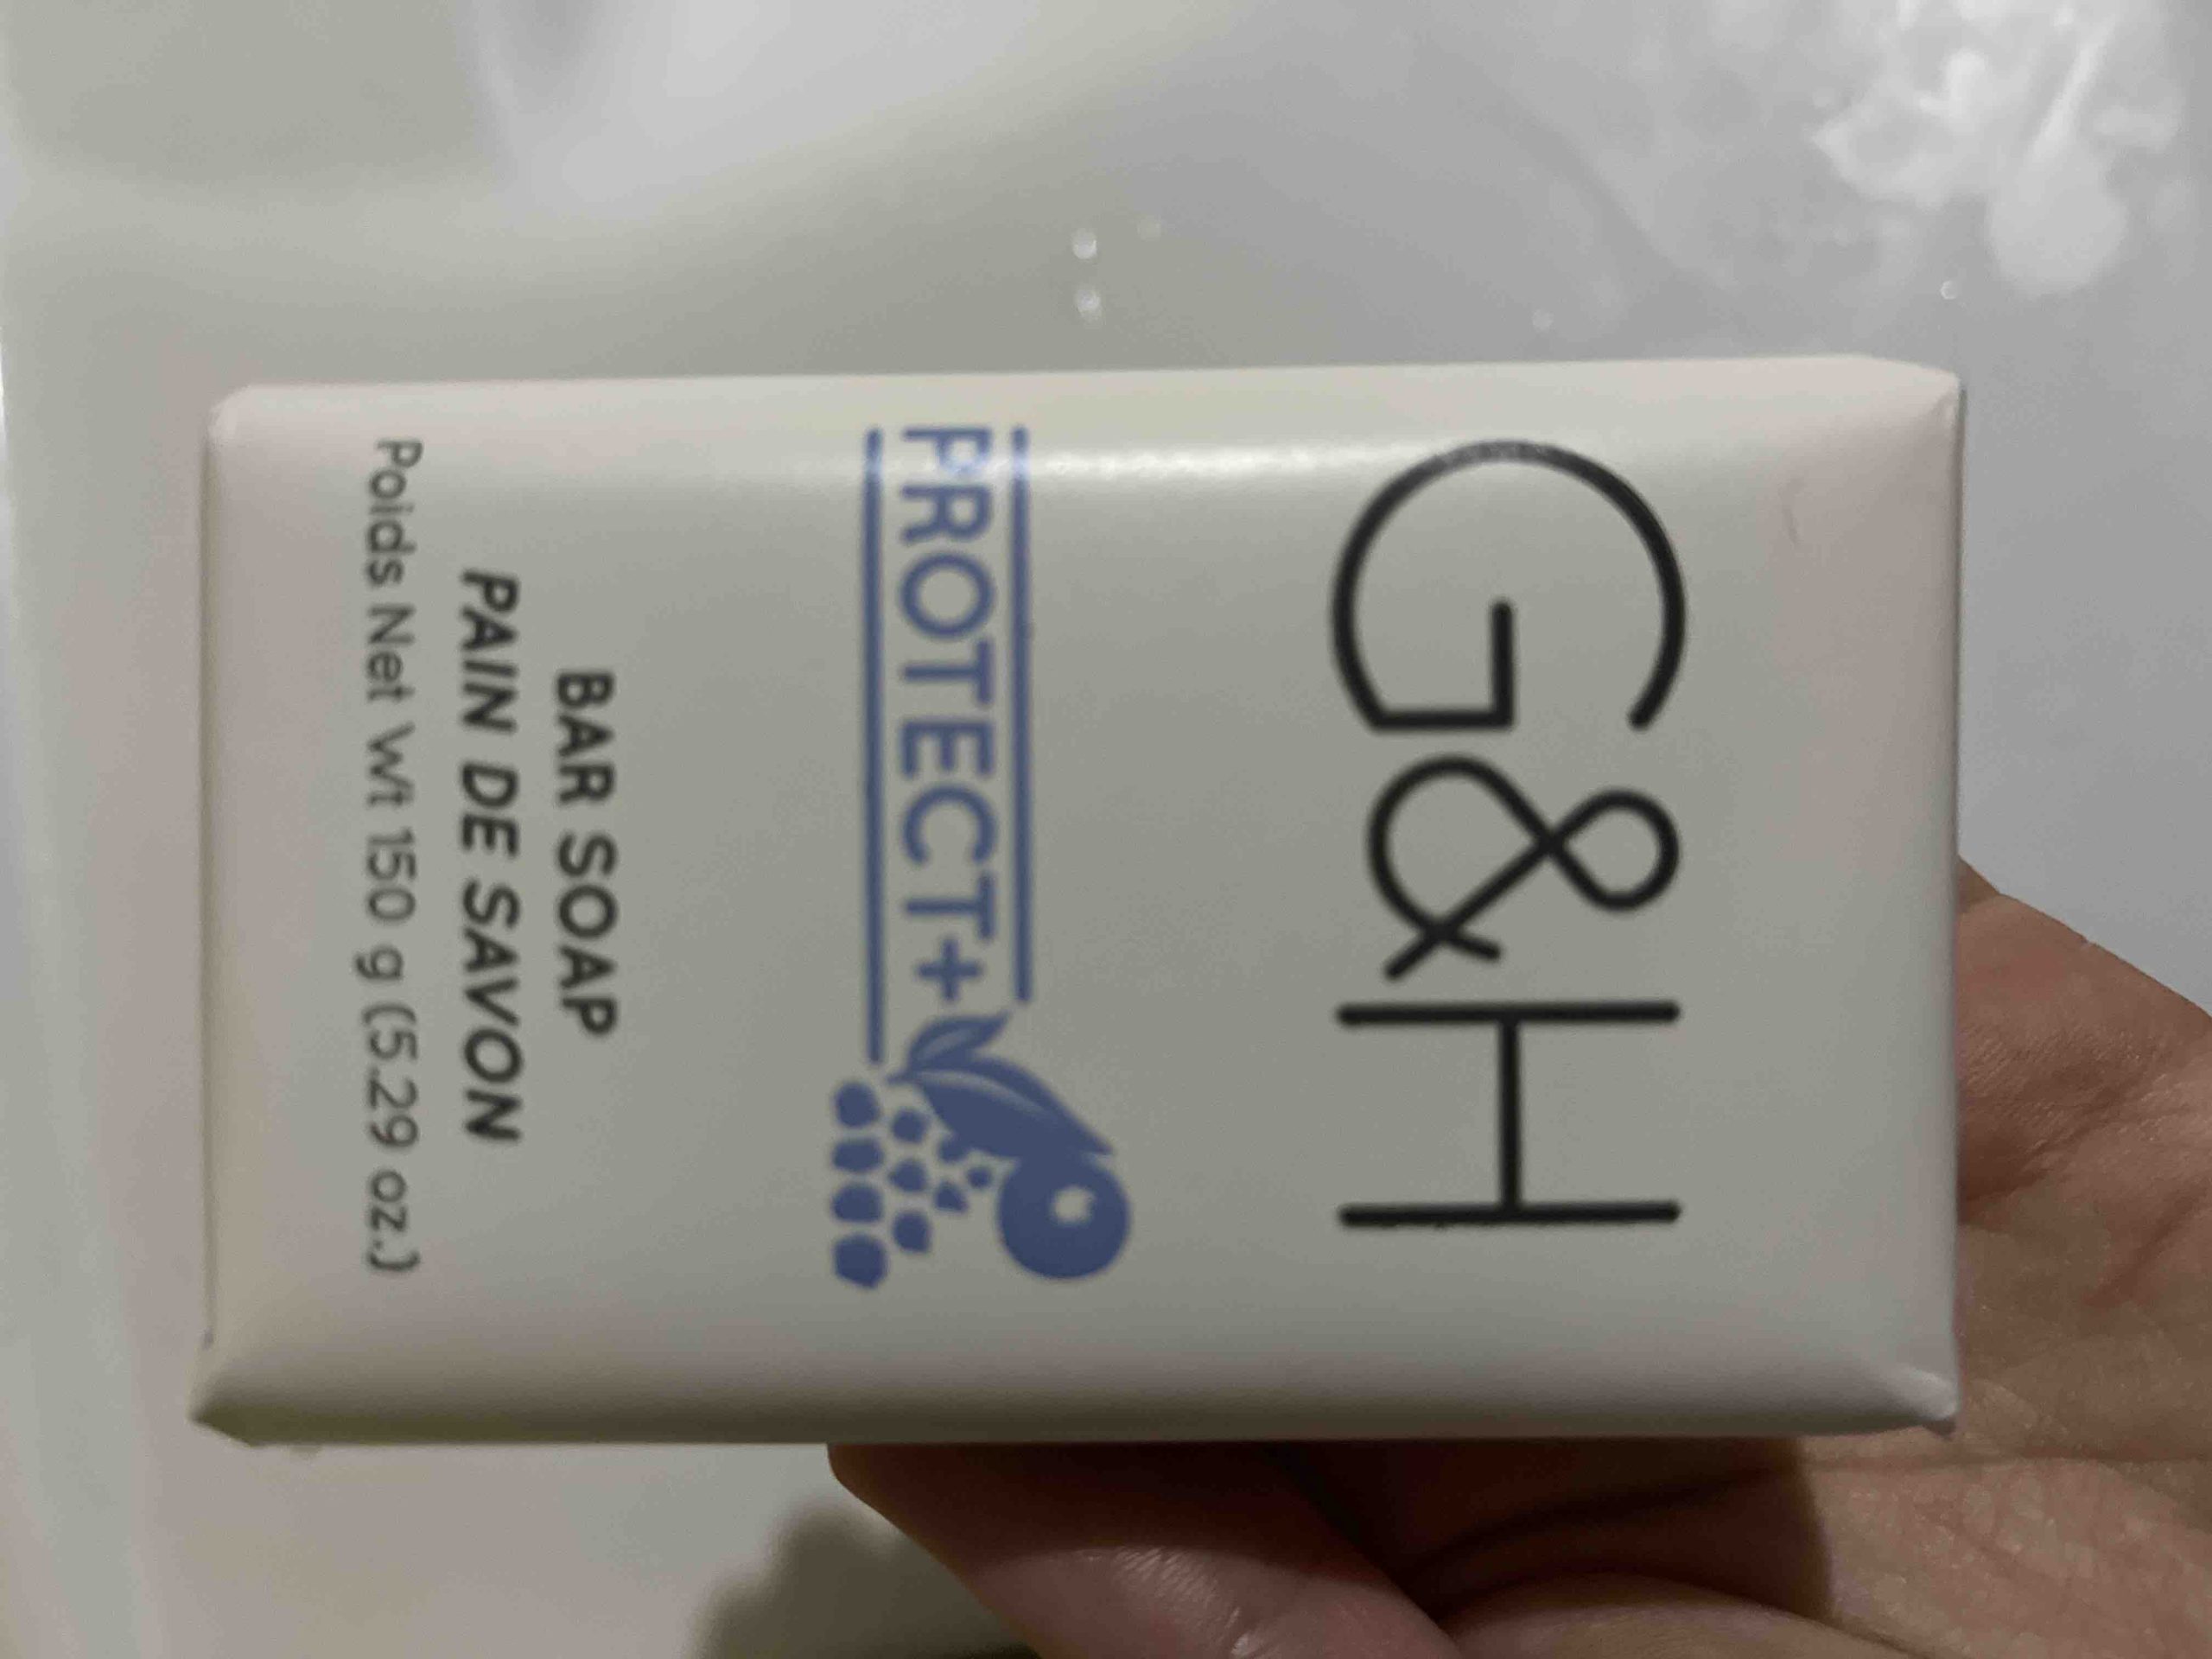 G&H
PROTECT+
BAR SOAP
PAIN DE SAVON
Poids Net Wt 150 g (5.29 oz.)